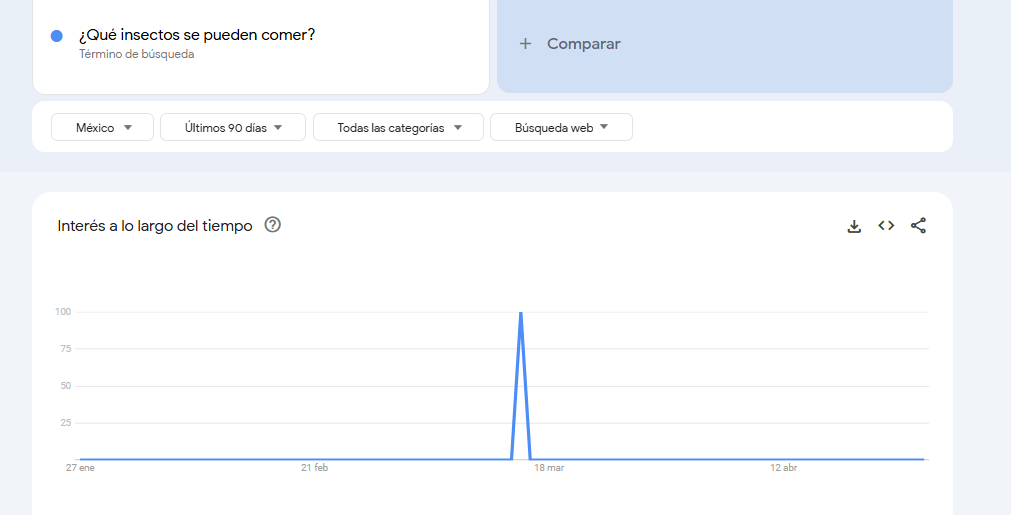 ¿Qué insectos se pueden comer?
Término de búsqueda
+ Comparar
México
Últimos 90 días
Todas las categorías
Búsqueda web
Interés a lo largo del tiempo
100
75
50
25
27 ene
21 feb
18 mar
12 abr